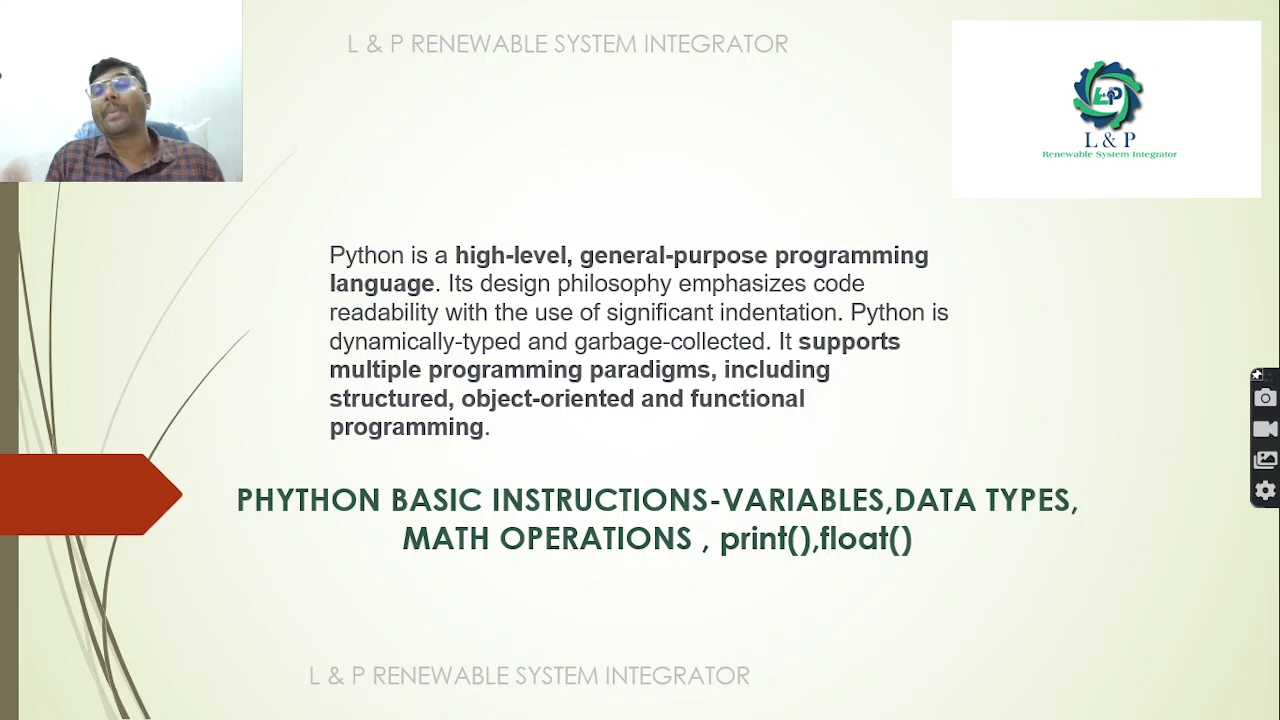 L & P RENEWABLE SYSTEM INTEGRATOR
L & P
L & P
Renewable System Integrator
Python is a high-level, general-purpose programming
language. Its design philosophy emphasizes code
readability with the use of significant indentation. Python is
dynamically-typed and garbage-collected. It supports
multiple programming paradigms, including
structured, object-oriented and functional
programming.
PHYTHON BASIC INSTRUCTIONS-VARIABLES,DATA TYPES,
MATH OPERATIONS , print(),float()
L & P RENEWABLE SYSTEM INTEGRATOR